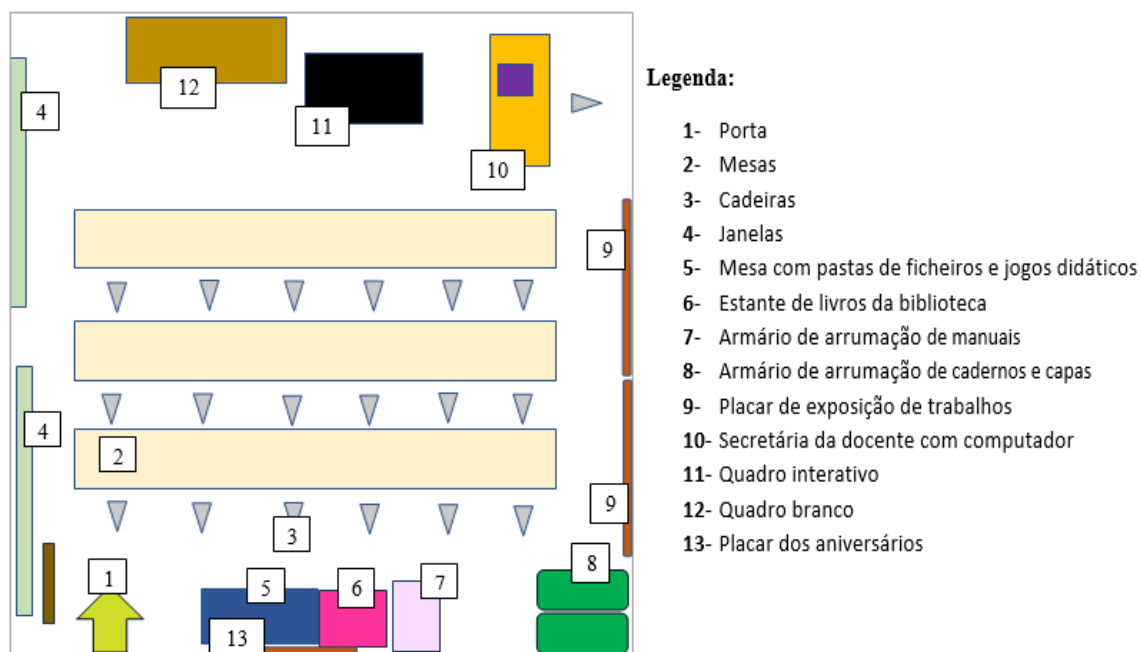 12
11
10
4
9
4
2
9
3
1
5
6
7
8
13
Legenda:
1- Porta
2- Mesas
3- Cadeiras
4- Janelas
5- Mesa com pastas de ficheiros e jogos didáticos
6- Estante de livros da biblioteca
7- Armário de arrumação de manuais
8- Armário de arrumação de cadernos e capas
9- Placar de exposição de trabalhos
10- Secretária da docente com computador
11- Quadro interativo
12- Quadro branco
13- Placar dos aniversários